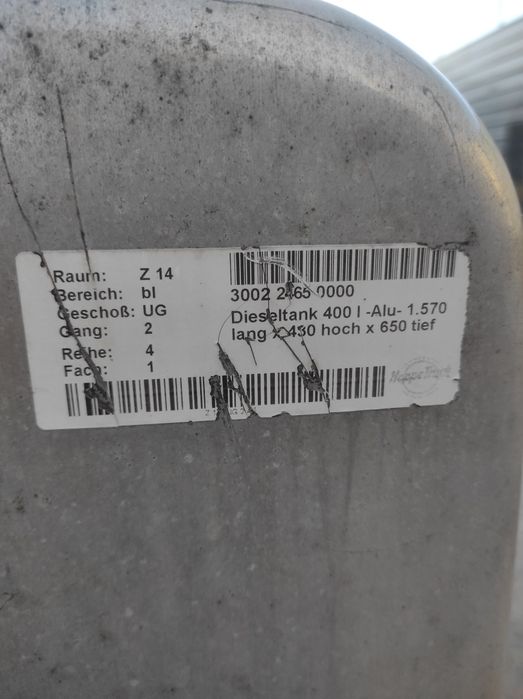 Raum: Z 14
Bereich: bl
Geschoß: UG
Gang: 2
Reihe: 4
Fach: 1
3002 2465 0000
Dieseltank 400 l -Alu- 1.570
lang x 430 hoch x 650 tief